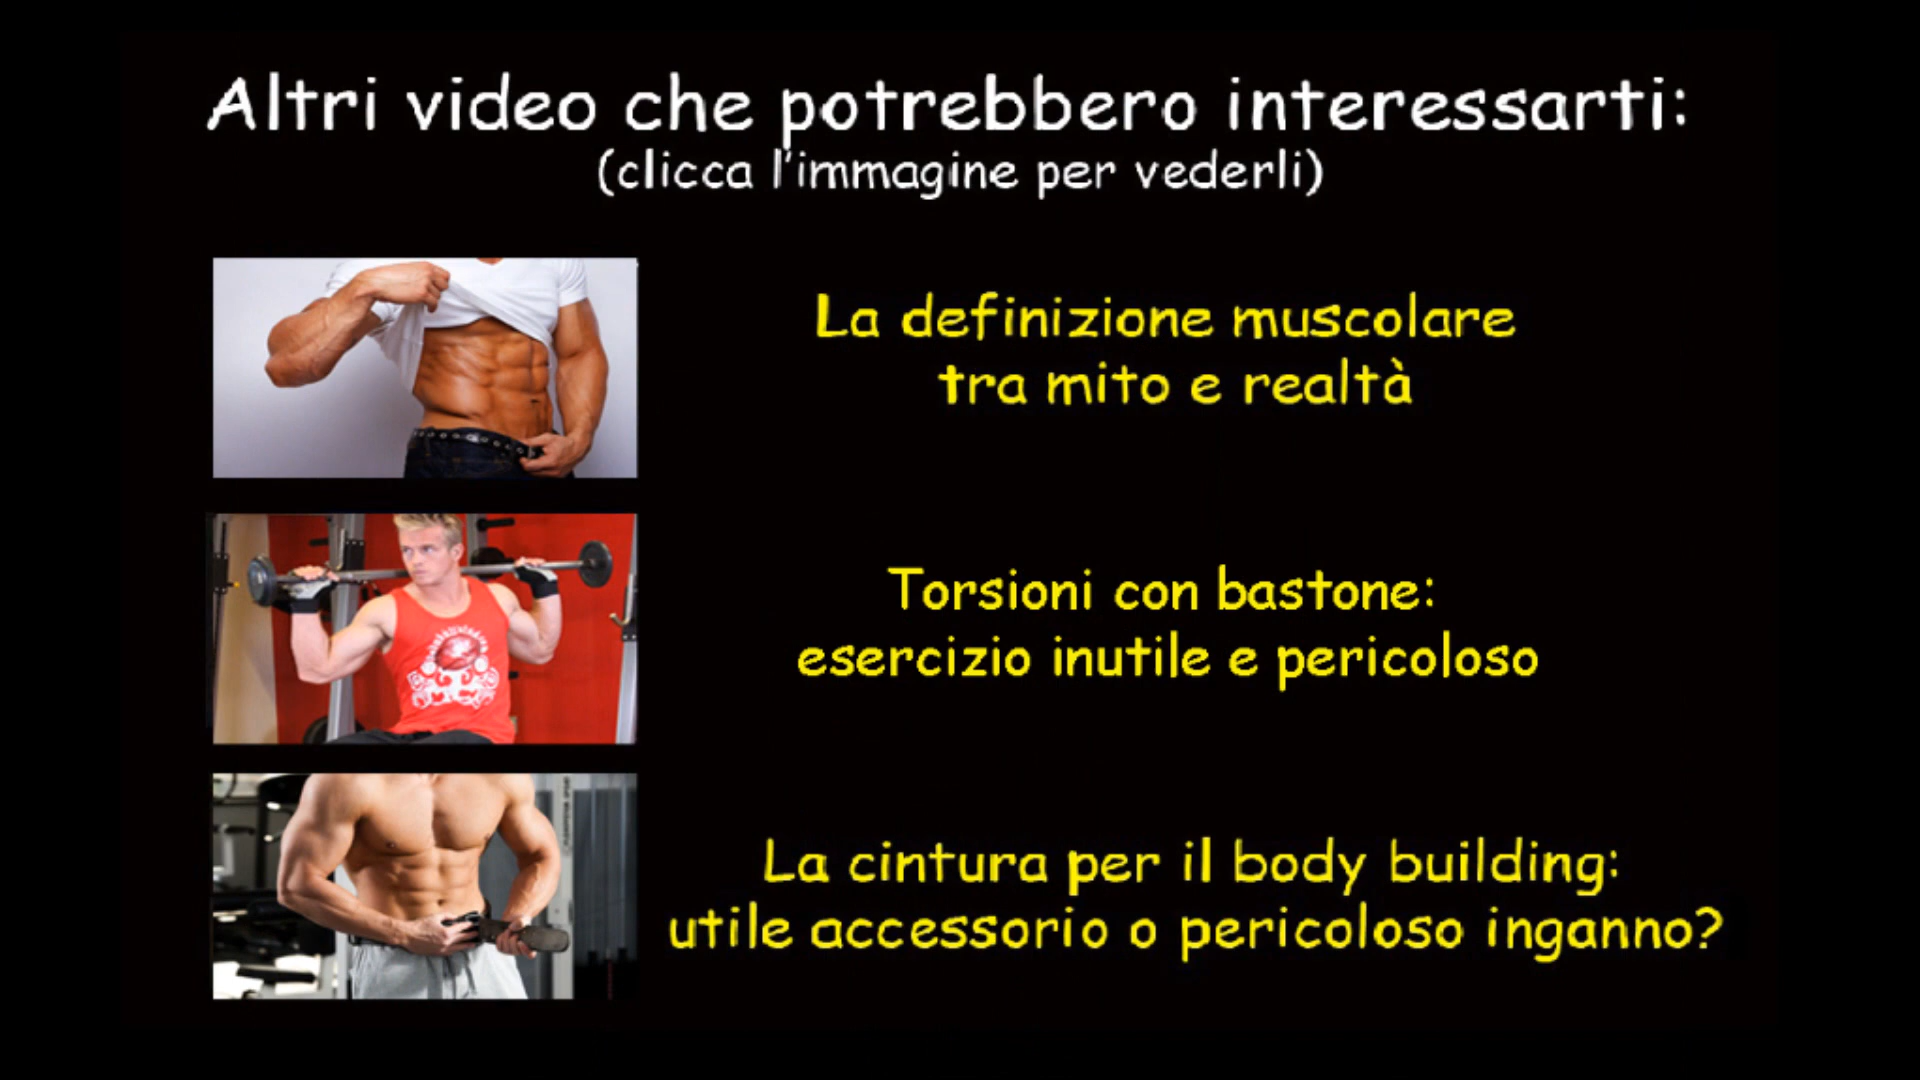 Altri video che potrebbero interessarti:
(clicca l'immagine per vederli)
La definizione muscolare
tra mito e realtà
Torsioni con bastone:
esercizio inutile e pericoloso
La cintura per il body building:
utile accessorio o pericoloso inganno?